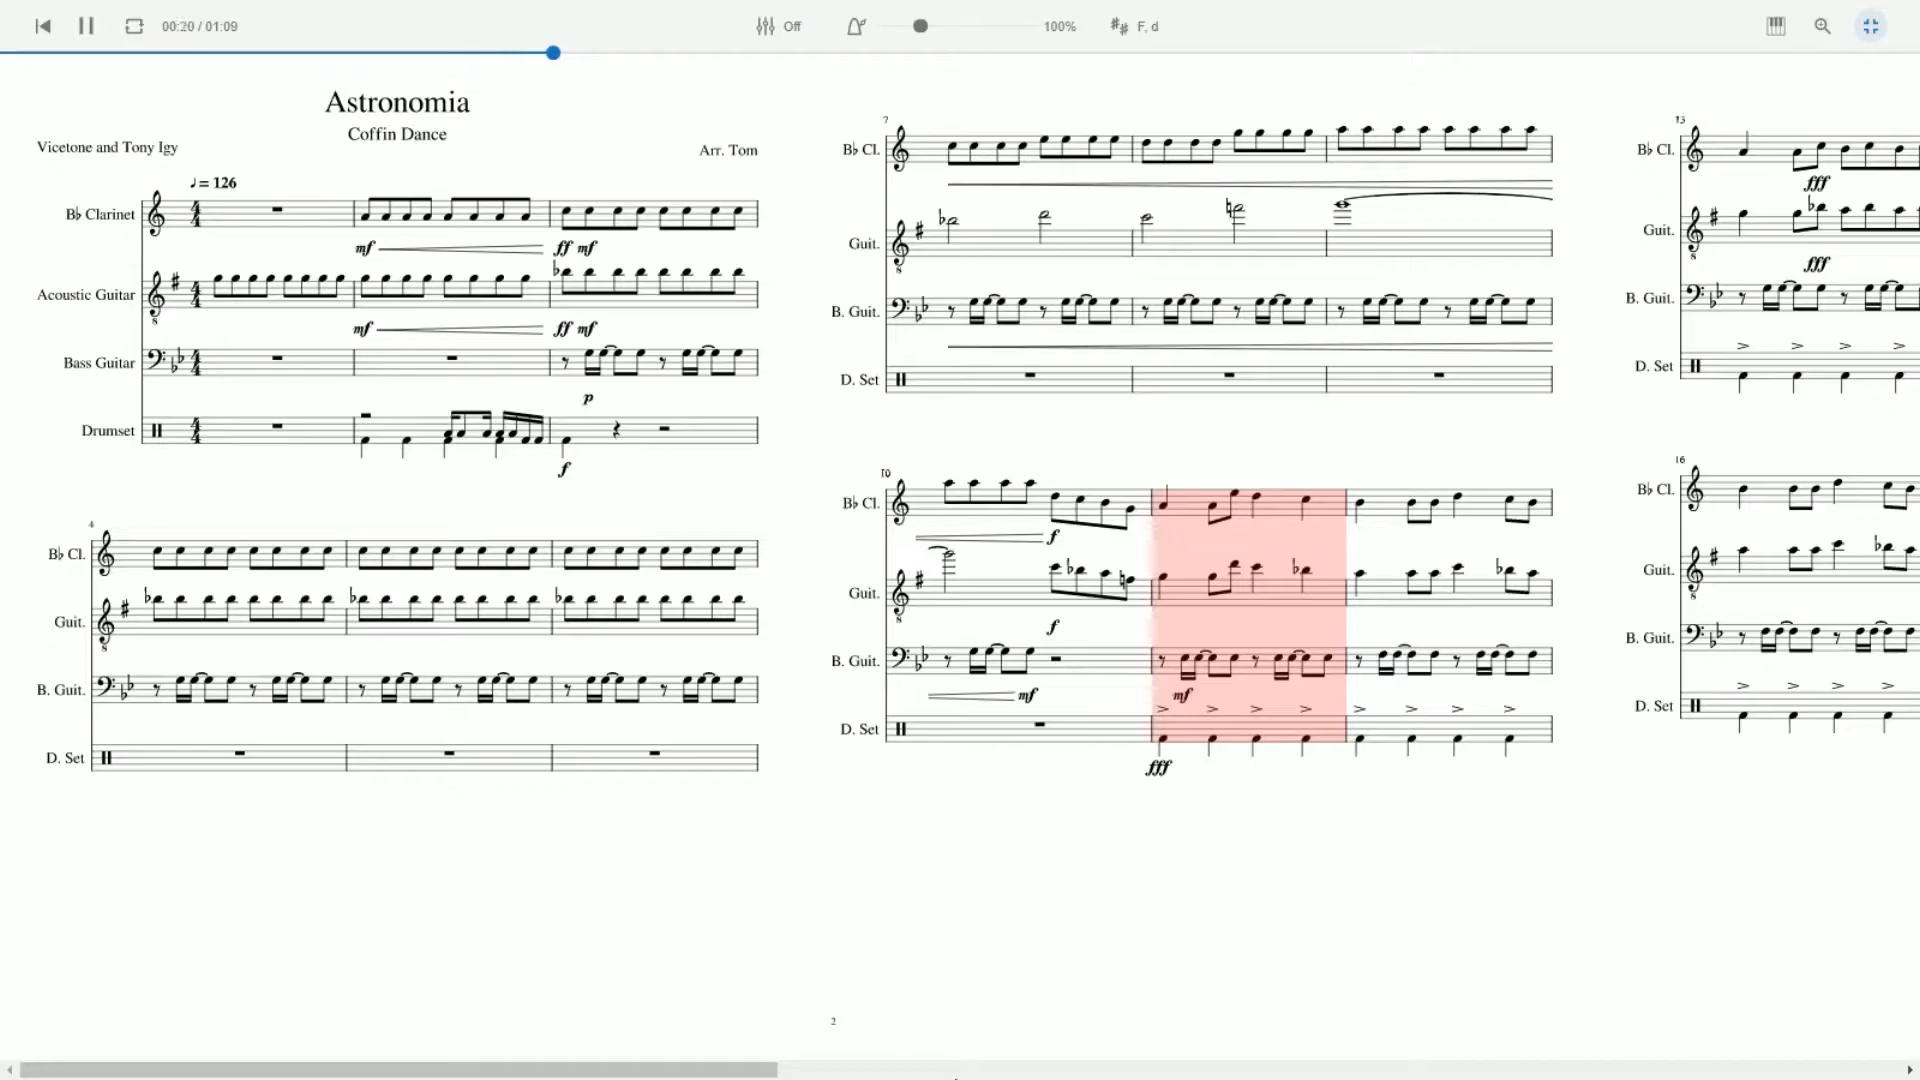 00:20 / 01:09
Off
100%
F, d
Astronomia
Coffin Dance
Vicetone and Tony Igy
Arr. Tom
♩= 126
B♭ Clarinet
mf
ff mf
Acoustic Guitar
mf
ff mf
Bass Guitar
p
Drumset
f
4
B♭ Cl.
Guit.
B. Guit.
D. Set
7
B♭ Cl.
Guit.
B. Guit.
D. Set
10
B♭ Cl.
f
Guit.
f
B. Guit.
mf
mf
D. Set
fff
2
13
B♭ Cl.
fff
Guit.
fff
B. Guit.
D. Set
16
B♭ Cl.
Guit.
B. Guit.
D. Set